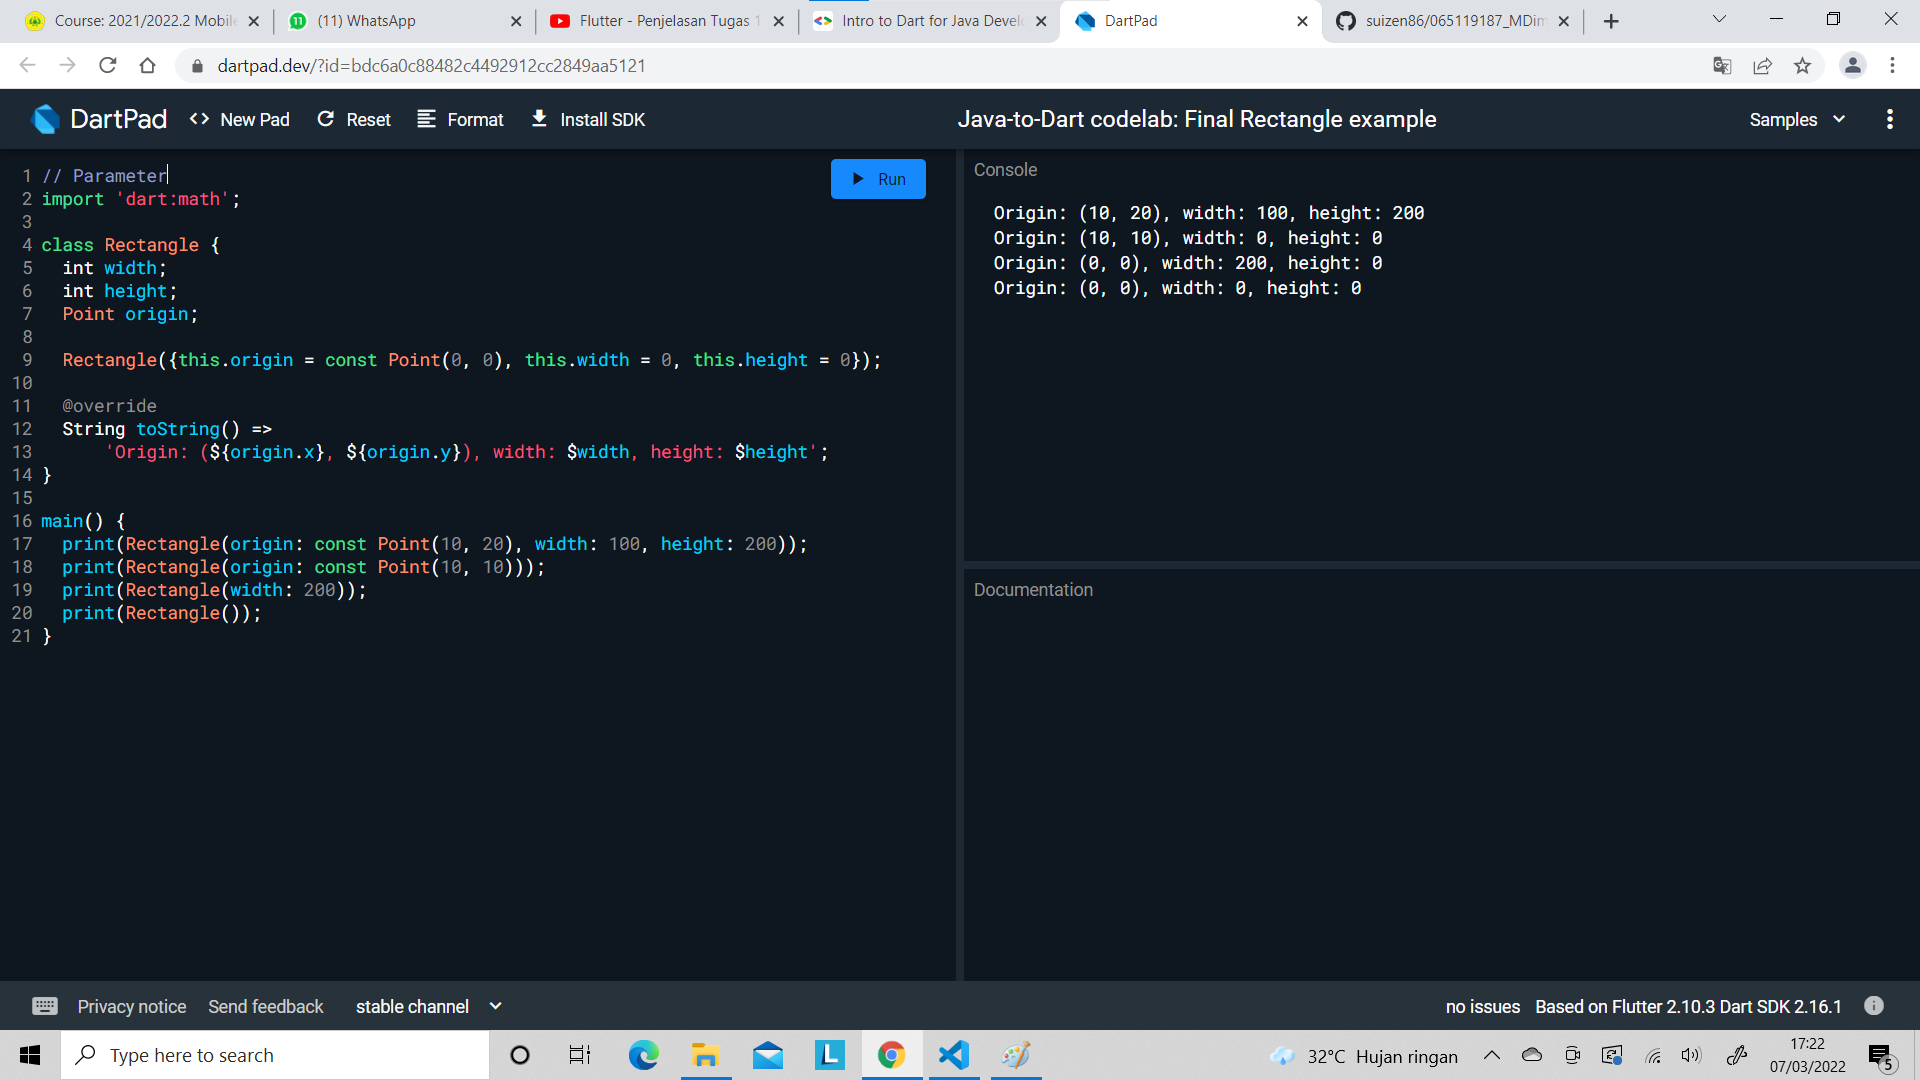 Course: 2021/2022.2 Mobile
(11) WhatsApp
Flutter - Penjelasan Tugas 1
Intro to Dart for Java Devel
DartPad
suizen86/065119187_MDim
dartpad.dev/?id=bdc6a0c88482c4492912cc2849aa5121
DartPad
<> New Pad
Reset
Format
Install SDK
Java-to-Dart codelab: Final Rectangle example
Samples
Run
1 // Parameter
2 import 'dart:math';
3
4 class Rectangle {
5   int width;
6   int height;
7   Point origin;
8
9   Rectangle({this.origin = const Point(0, 0), this.width = 0, this.height = 0});
10
11   @override
12   String toString() =>
13       'Origin: (${origin.x}, ${origin.y}), width: $width, height: $height';
14 }
15
16 main() {
17   print(Rectangle(origin: const Point(10, 20), width: 100, height: 200));
18   print(Rectangle(origin: const Point(10, 10)));
19   print(Rectangle(width: 200));
20   print(Rectangle());
21 }
Console
Origin: (10, 20), width: 100, height: 200
Origin: (10, 10), width: 0, height: 0
Origin: (0, 0), width: 200, height: 0
Origin: (0, 0), width: 0, height: 0
Documentation
Privacy notice
Send feedback
stable channel
no issues
Based on Flutter 2.10.3 Dart SDK 2.16.1
Type here to search
L
32°C Hujan ringan
17:22
07/03/2022
5